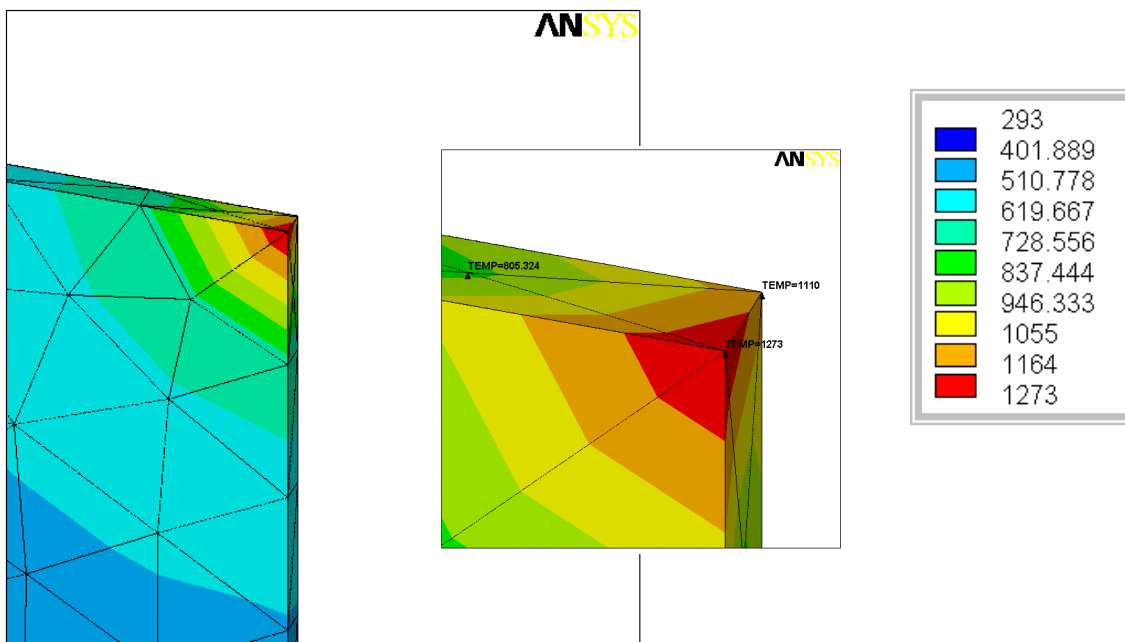 ANSYS
ANSYS
TEMP=805.324
TEMP=1110
TEMP=1273
293
401.889
510.778
619.667
728.556
837.444
946.333
1055
1164
1273